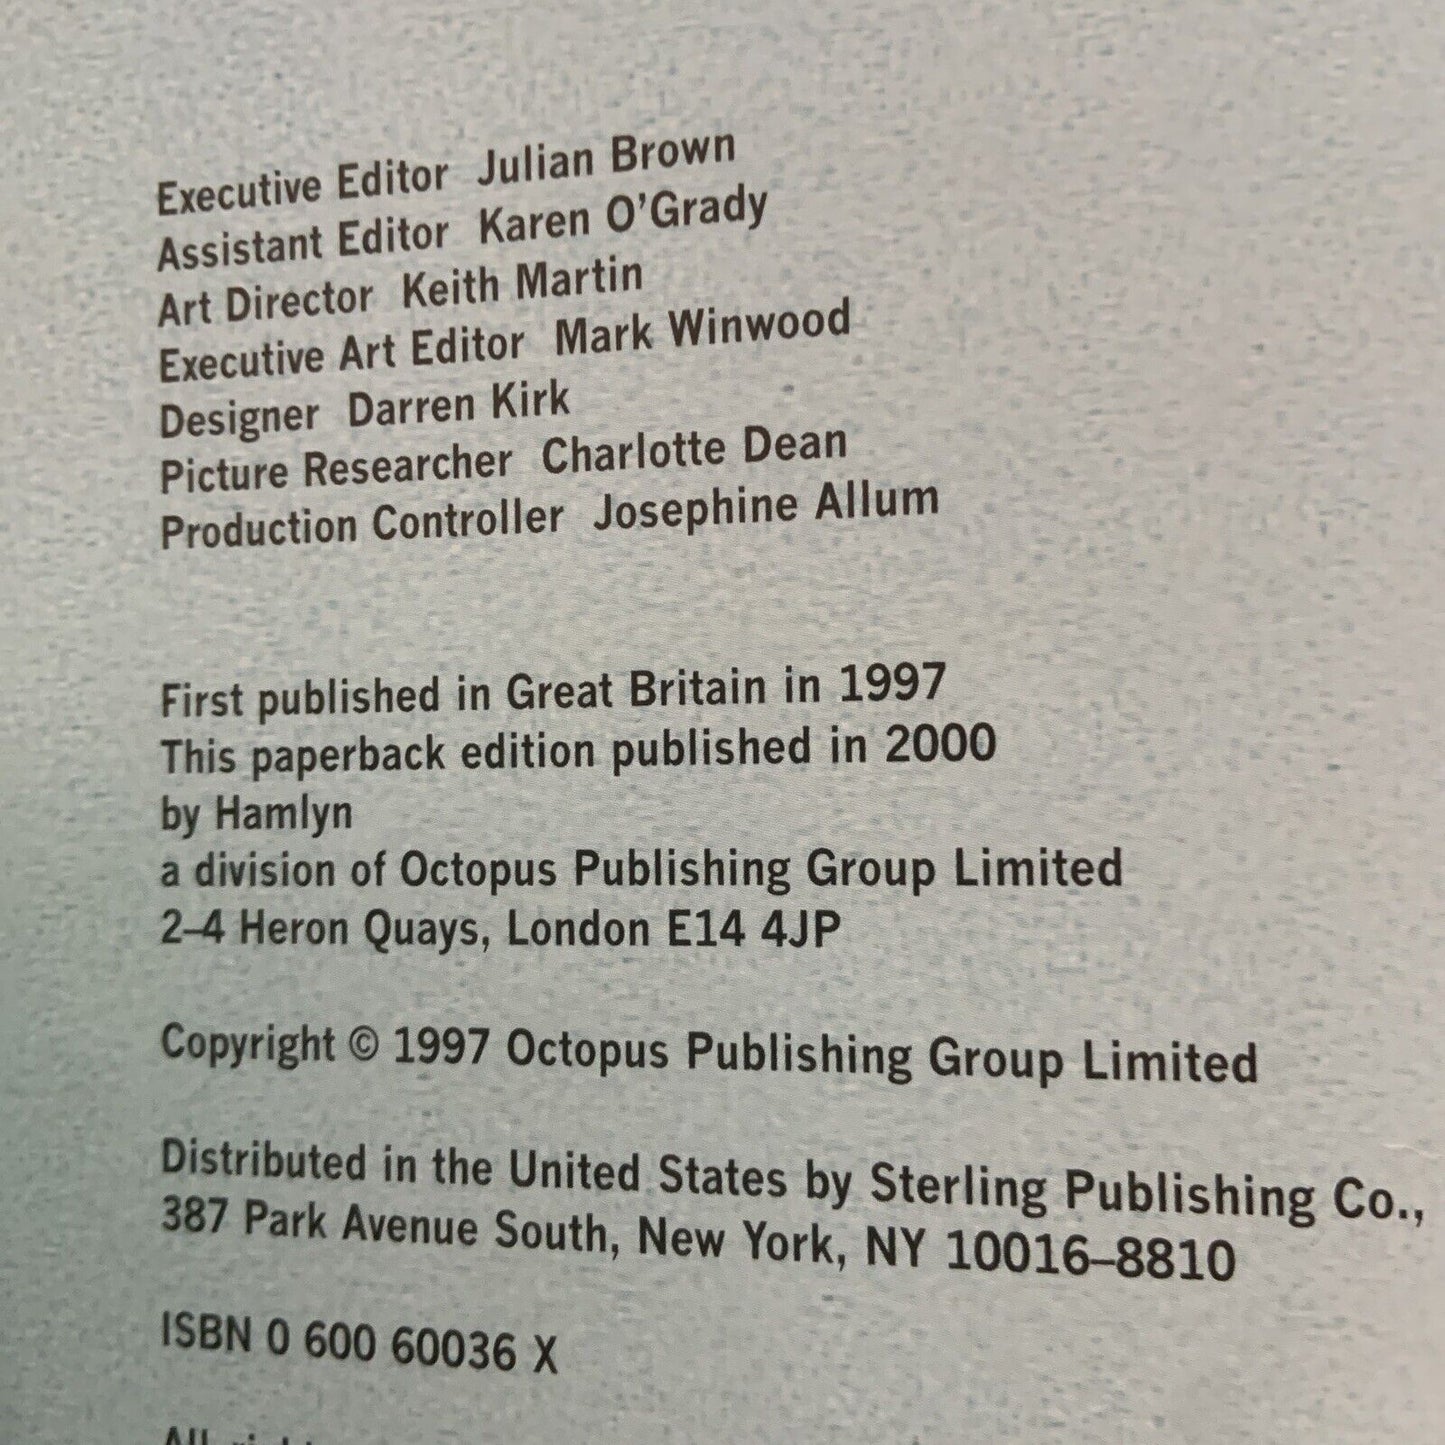 Executive Editor Julian Brown
Assistant Editor Karen O'Grady
Art Director Keith Martin
Executive Art Editor Mark Winwood
Designer Darren Kirk
Picture Researcher Charlotte Dean
Production Controller Josephine Allum
First published in Great Britain in 1997
This paperback edition published in 2000
by Hamlyn
a division of Octopus Publishing Group Limited
2–4 Heron Quays, London E14 4JP
Copyright © 1997 Octopus Publishing Group Limited
Distributed in the United States by Sterling Publishing Co.,
387 Park Avenue South, New York, NY 10016–8810
ISBN 0 600 60036 X
All